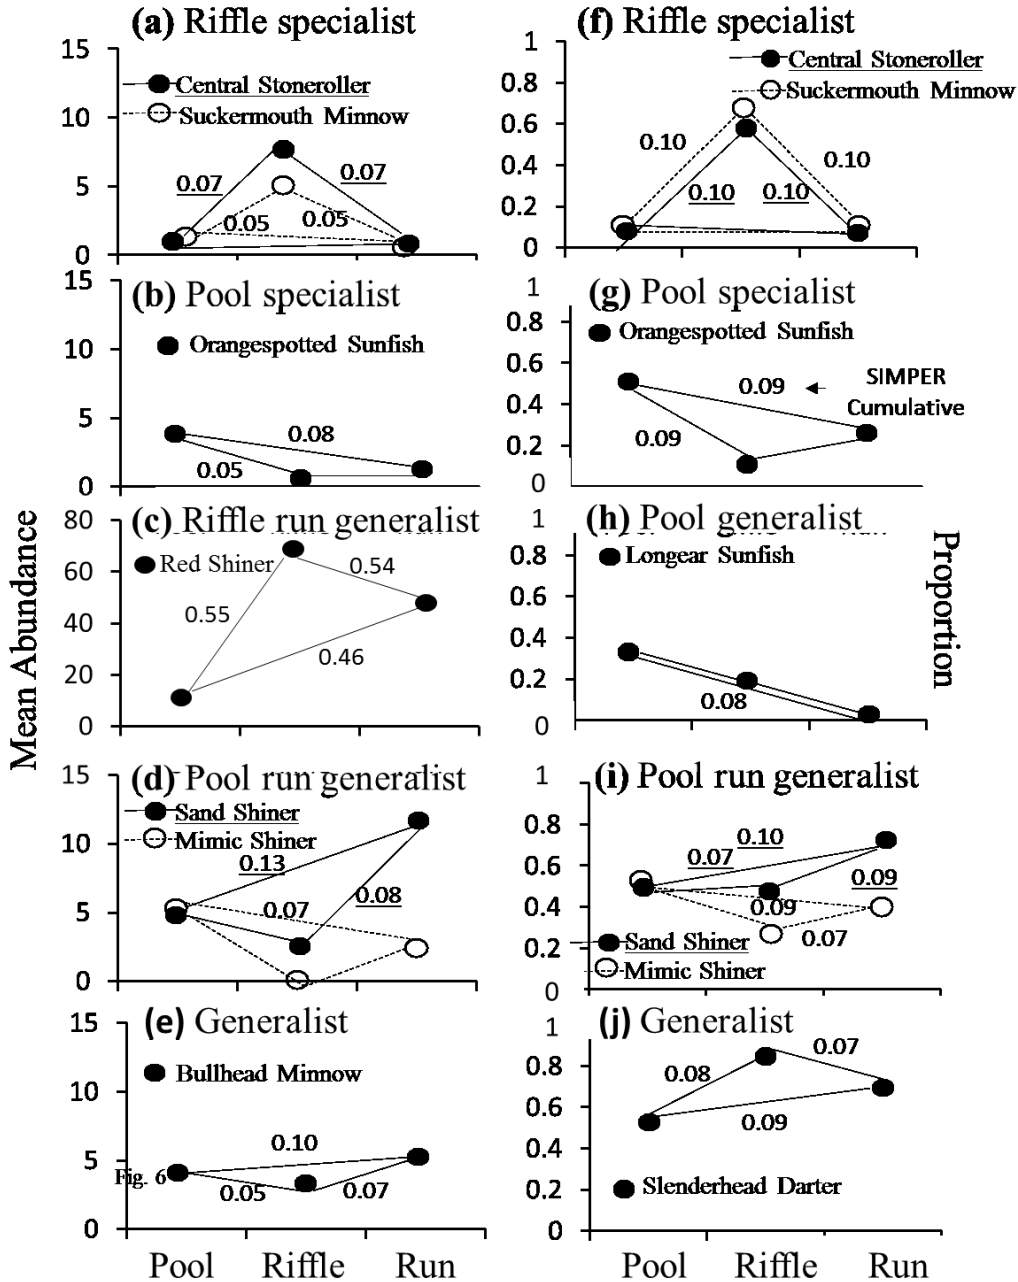 (a) Riffle specialist
15
10
5
0
Central Stoneroller
Suckermouth Minnow
0.07
0.07
0.05
0.05
(f) Riffle specialist
1
0.8
0.6
0.4
0.2
0
Central Stoneroller
Suckermouth Minnow
0.10
0.10
0.10
0.10
(b) Pool specialist
15
10
5
0
Orangespotted Sunfish
0.08
0.05
(g) Pool specialist
1
0.8
0.6
0.4
0.2
0
Orangespotted Sunfish
0.09
SIMPER
Cumulative
0.09
Mean Abundance
(c) Riffle run generalist
80
60
40
20
0
Red Shiner
0.54
0.55
0.46
(h) Pool generalist
1
0.8
0.6
0.4
0.2
0
Longear Sunfish
0.08
Proportion
(d) Pool run generalist
15
10
5
0
Sand Shiner
Mimic Shiner
0.13
0.08
0.07
(i) Pool run generalist
1
0.8
0.6
0.4
0.2
0
0.10
0.07
0.09
0.09
0.07
Sand Shiner
Mimic Shiner
(e) Generalist
15
10
5
0
Bullhead Minnow
0.10
Fig. 6
0.05
0.07
(j) Generalist
1
0.8
0.6
0.4
0.2
0
0.07
0.08
0.09
Slenderhead Darter
Pool Riffle Run
Pool Riffle Run